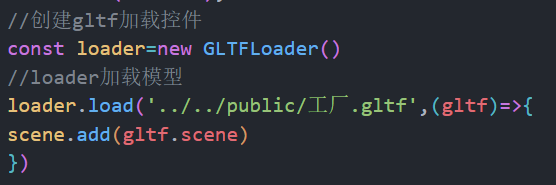 //创建gltf加载控件
const loader=new GLTFLoader()
//loader加载模型
loader.load('../../public/工厂.gltf',(gltf)=>{
scene.add(gltf.scene)
})